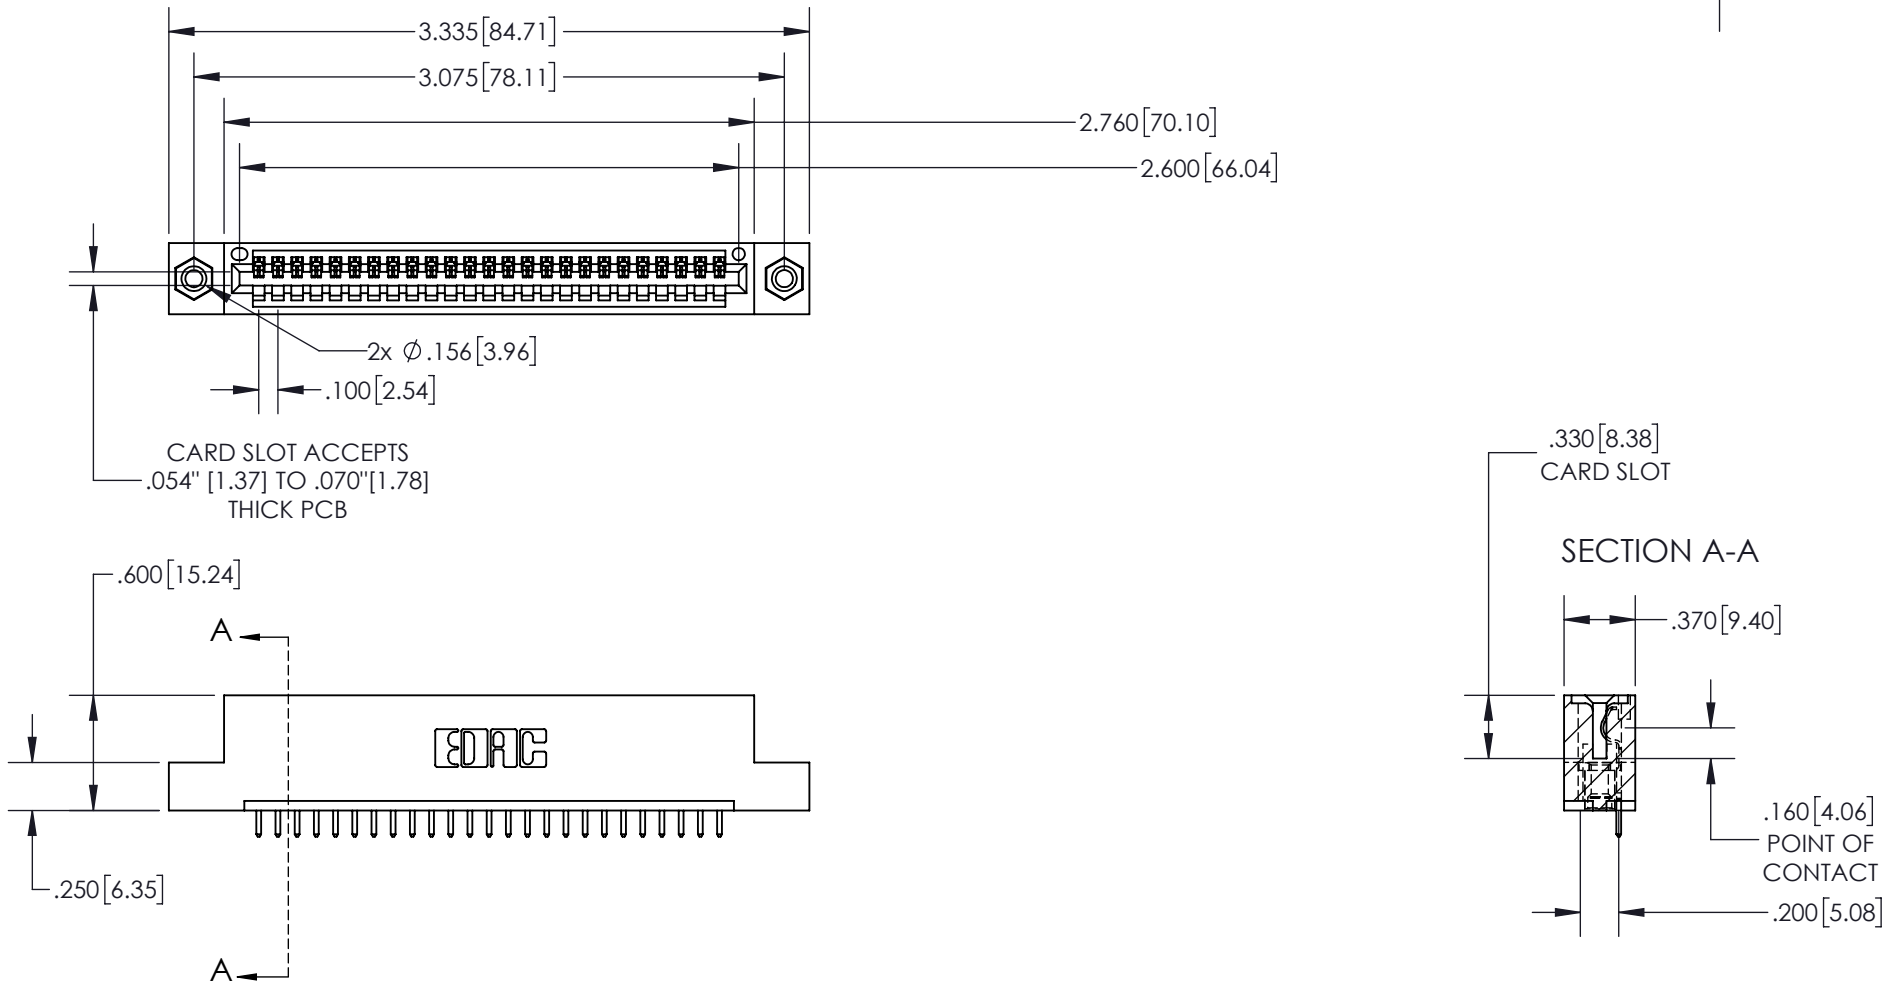 3.335[84.71]
3.075[78.11]
2.760[70.10]
2.600[66.04]
2x Ø.156[3.96]
.100[2.54]
CARD SLOT ACCEPTS
.054" [1.37] TO .070"[1.78]
THICK PCB
.330[8.38]
CARD SLOT
SECTION A-A
.600[15.24]
.370[9.40]
A
EDAC
.160[4.06]
POINT OF
CONTACT
.250[6.35]
.200[5.08]
A